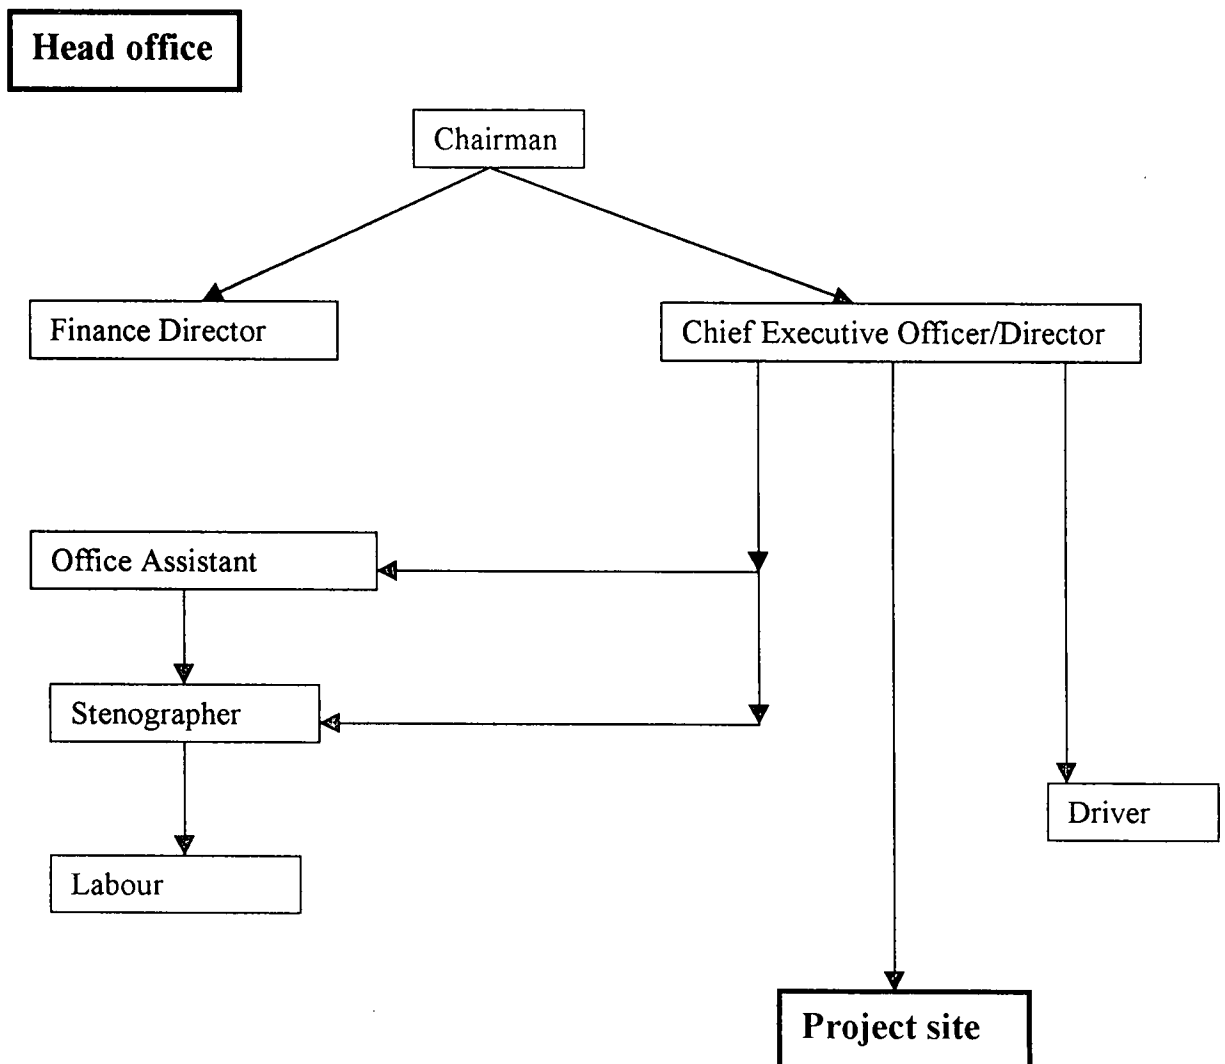 Head office
Chairman
Finance Director
Chief Executive Officer/Director
Office Assistant
Stenographer
Driver
Labour
Project site